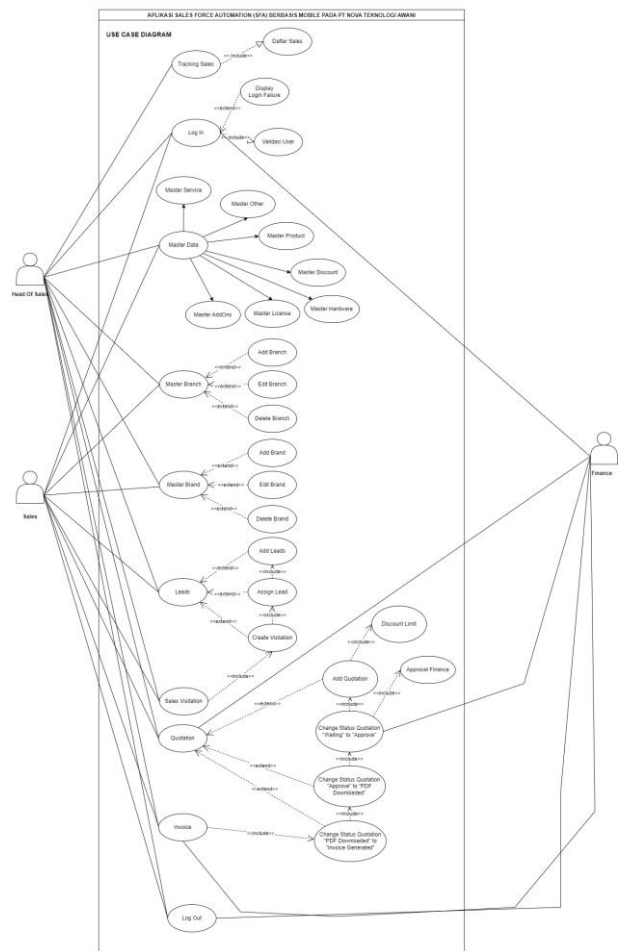 APLIKASI SALES FORCE AUTOMATION (SFA) BERBASIS MOBILE PADA PT NOVA TEKNOLOGI AWANI
USE CASE DIAGRAM
Daftar Sales
<<include>>
Tracking Sales
Display
Login Failure
<<extend>>
Log In
<<include>>
Validasi User
Master Service
Master Other
Master Product
Master Data
Master Discount
Master AddOns
Master License
Master Hardware
Head Of Sales
Add Branch
<<extend>>
Master Branch
<<extend>>
Edit Branch
<<extend>>
Delete Branch
Add Brand
<<extend>>
Master Brand
<<extend>>
Edit Brand
<<extend>>
Delete Brand
Sales
Finance
Add Leads
<<extend>>
<<include>>
Leads
<<extend>>
Assign Lead
<<include>>
<<extend>>
Create Visitation
<<include>>
Discount Limit
<<include>>
Add Quotation
Approval Finance
<<include>>
<<include>>
Sales Visitation
<<extend>>
Quotation
Change Status Quotation
"Waiting" to "Approve"
<<include>>
<<extend>>
Change Status Quotation
"Approve" to "PDF
Downloaded"
<<extend>>
<<include>>
Invoice
<<include>>
Change Status Quotation
"PDF Downloaded" to
"Invoice Generated"
Log Out